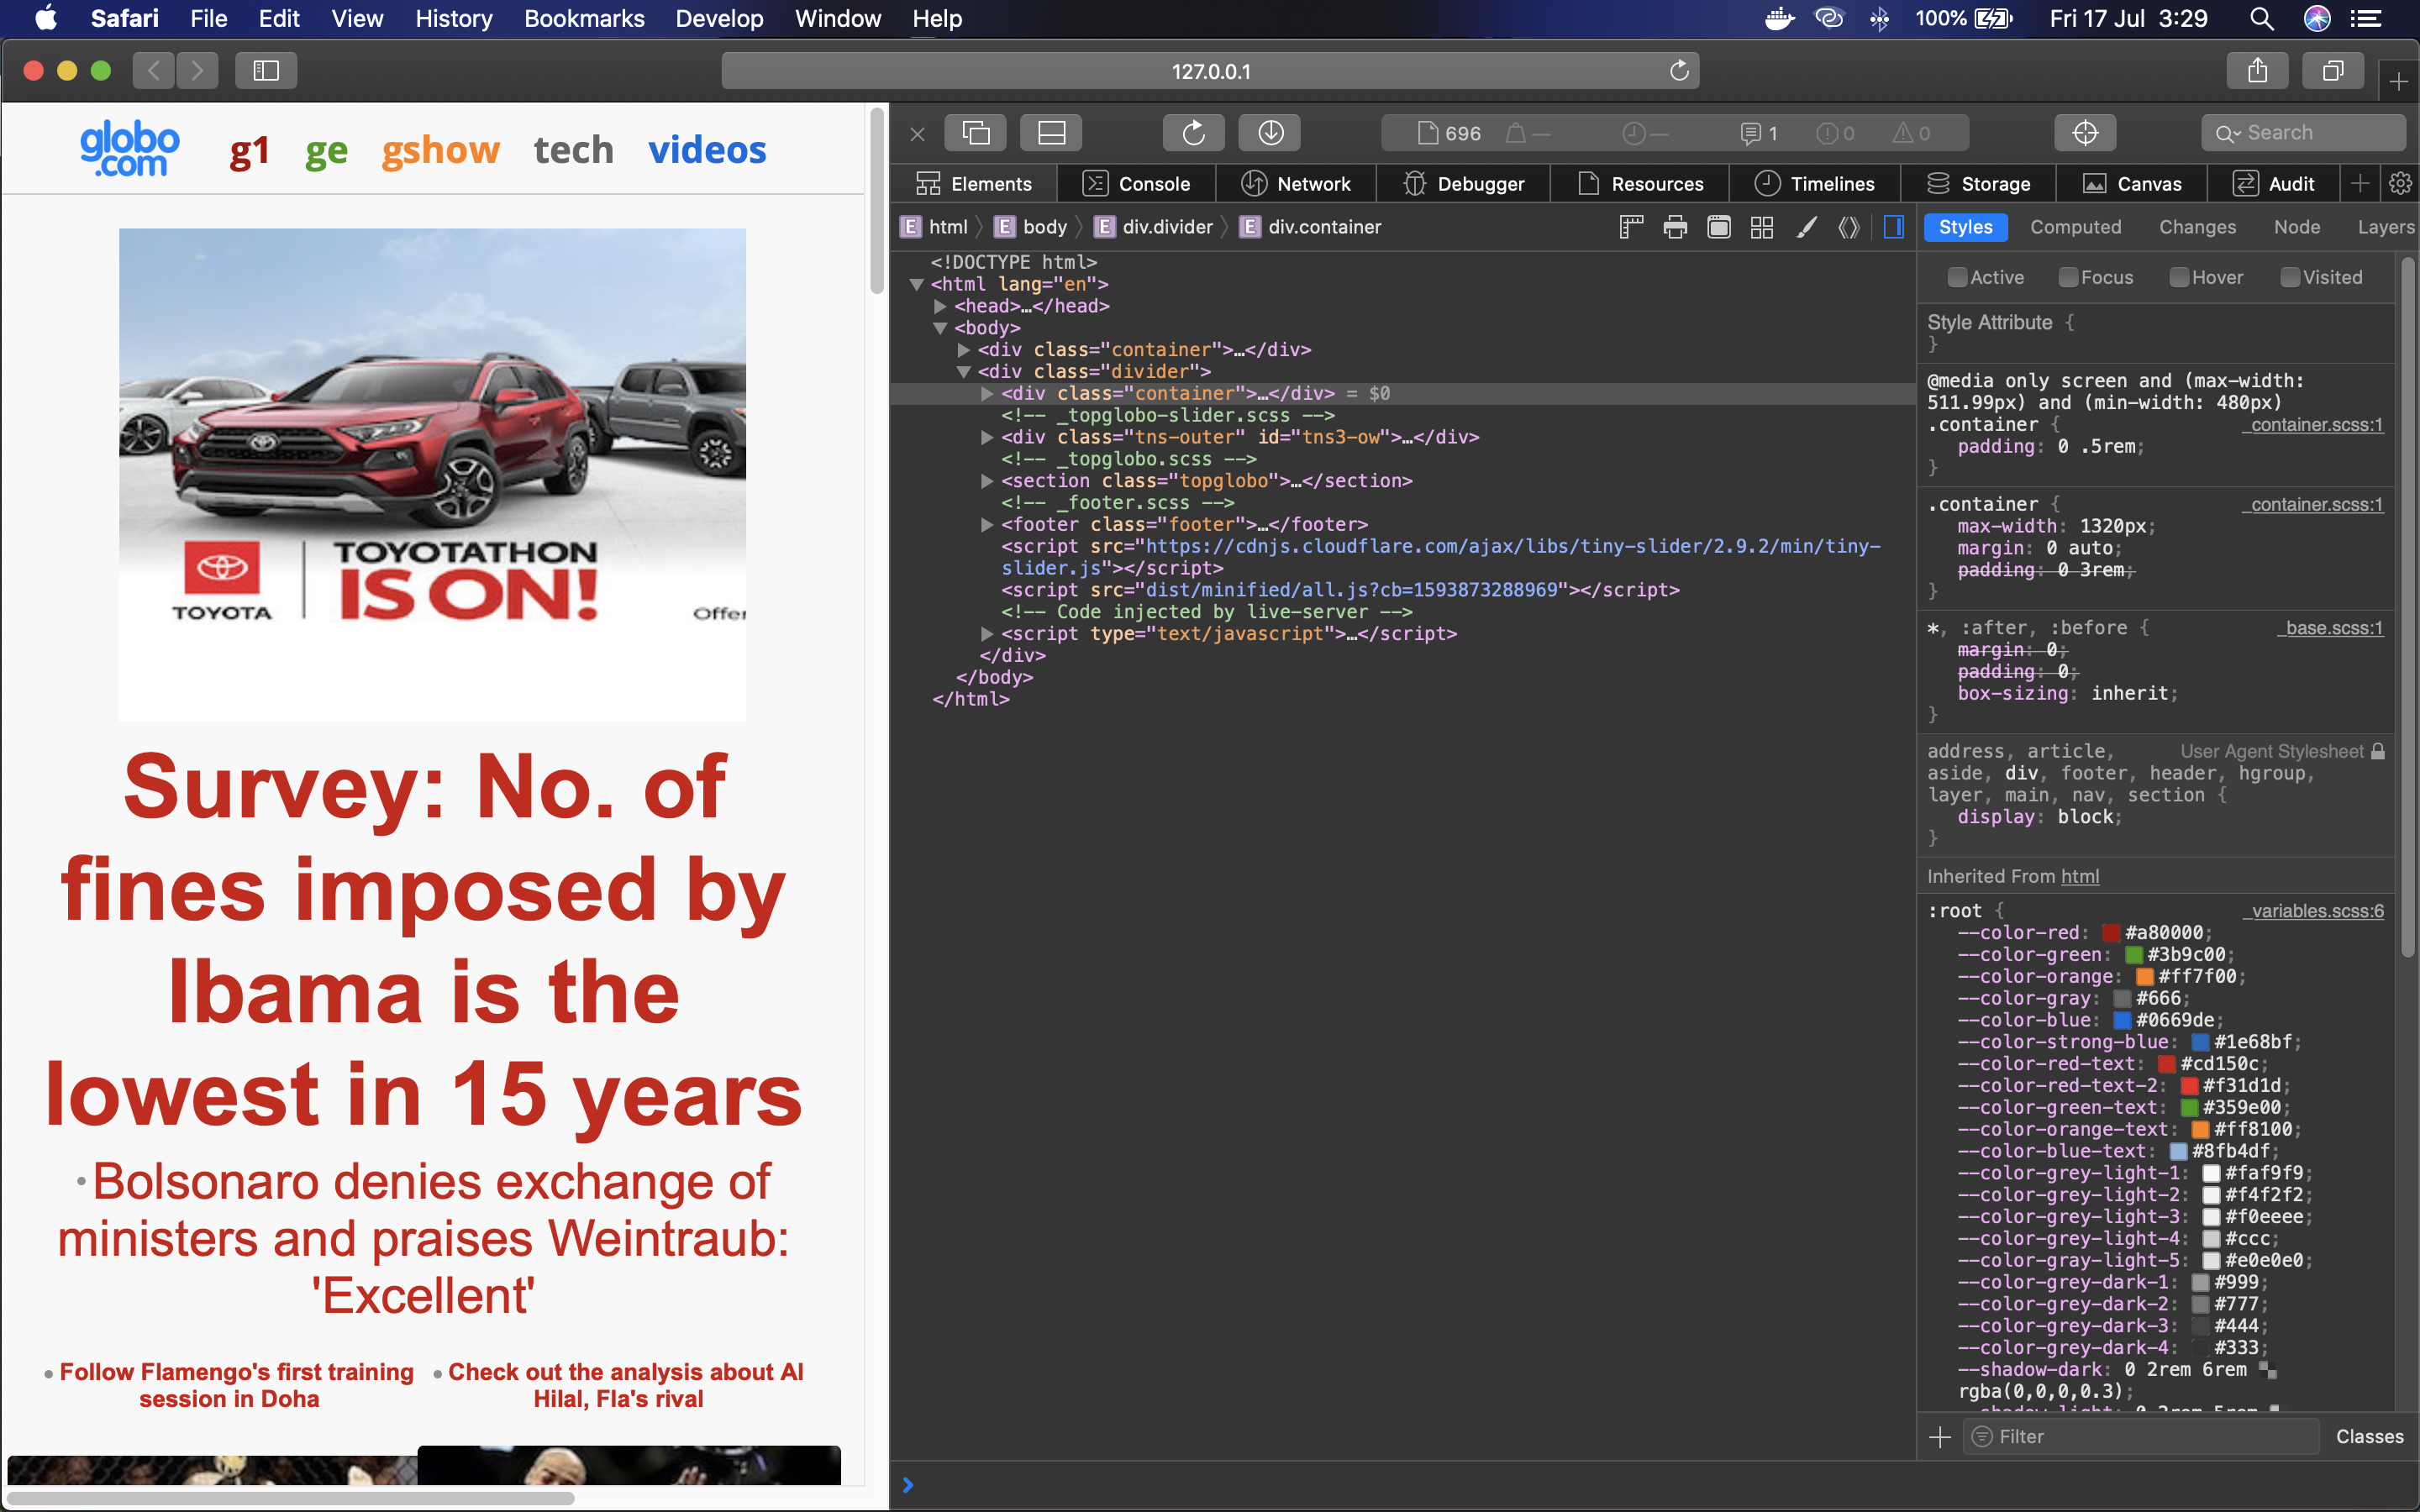 Safari File Edit View History Bookmarks Develop Window Help 100% Fri 17 Jul 3:29
127.0.0.1
globo.com g1 ge gshow tech videos
TOYOTA
TOYOTATHON
IS ON!
Offer
Survey: No. of
fines imposed by
Ibama is the
lowest in 15 years
Bolsonaro denies exchange of
ministers and praises Weintraub:
'Excellent'
Follow Flamengo's first training
session in Doha
Check out the analysis about Al
Hilal, Fla's rival
696 — — 1 0 0 Search
Elements Console Network Debugger Resources Timelines Storage Canvas Audit
E html E body E div.divider E div.container
<!DOCTYPE html>
<html lang="en">
<head>…</head>
<body>
<div class="container">…</div>
<div class="divider">
<div class="container">…</div> = $0
<!-- _topglobo-slider.scss -->
<div class="tns-outer" id="tns3-ow">…</div>
<!-- _topglobo.scss -->
<section class="topglobo">…</section>
<!-- _footer.scss -->
<footer class="footer">…</footer>
<script src="https://cdnjs.cloudflare.com/ajax/libs/tiny-slider/2.9.2/min/tiny-
slider.js"></script>
<script src="dist/minified/all.js?cb=1593873288969"></script>
<!-- Code injected by live-server -->
<script type="text/javascript">…</script>
</div>
</body>
</html>
Styles Computed Changes Node Layers
Active Focus Hover Visited
Style Attribute {
}
@media only screen and (max-width:
511.99px) and (min-width: 480px)
.container { _container.scss:1
padding: 0 .5rem;
}
.container { _container.scss:1
max-width: 1320px;
margin: 0 auto;
padding: 0 3rem;
}
*, :after, :before { _base.scss:1
margin: 0;
padding: 0;
box-sizing: inherit;
}
address, article, User Agent Stylesheet
aside, div, footer, header, hgroup,
layer, main, nav, section {
display: block;
}
Inherited From html
:root { _variables.scss:6
--color-red: #a80000;
--color-green: #3b9c00;
--color-orange: #ff7f00;
--color-gray: #666;
--color-blue: #0669de;
--color-strong-blue: #1e68bf;
--color-red-text: #cd150c;
--color-red-text-2: #f31d1d;
--color-green-text: #359e00;
--color-orange-text: #ff8100;
--color-blue-text: #8fb4df;
--color-grey-light-1: #faf9f9;
--color-grey-light-2: #f4f2f2;
--color-grey-light-3: #f0eeee;
--color-grey-light-4: #ccc;
--color-gray-light-5: #e0e0e0;
--color-grey-dark-1: #999;
--color-grey-dark-2: #777;
--color-grey-dark-3: #444;
--color-grey-dark-4: #333;
--shadow-dark: 0 2rem 6rem
rgba(0,0,0,0.3);
--shadow-light: 0 2rem 5rem
Filter Classes